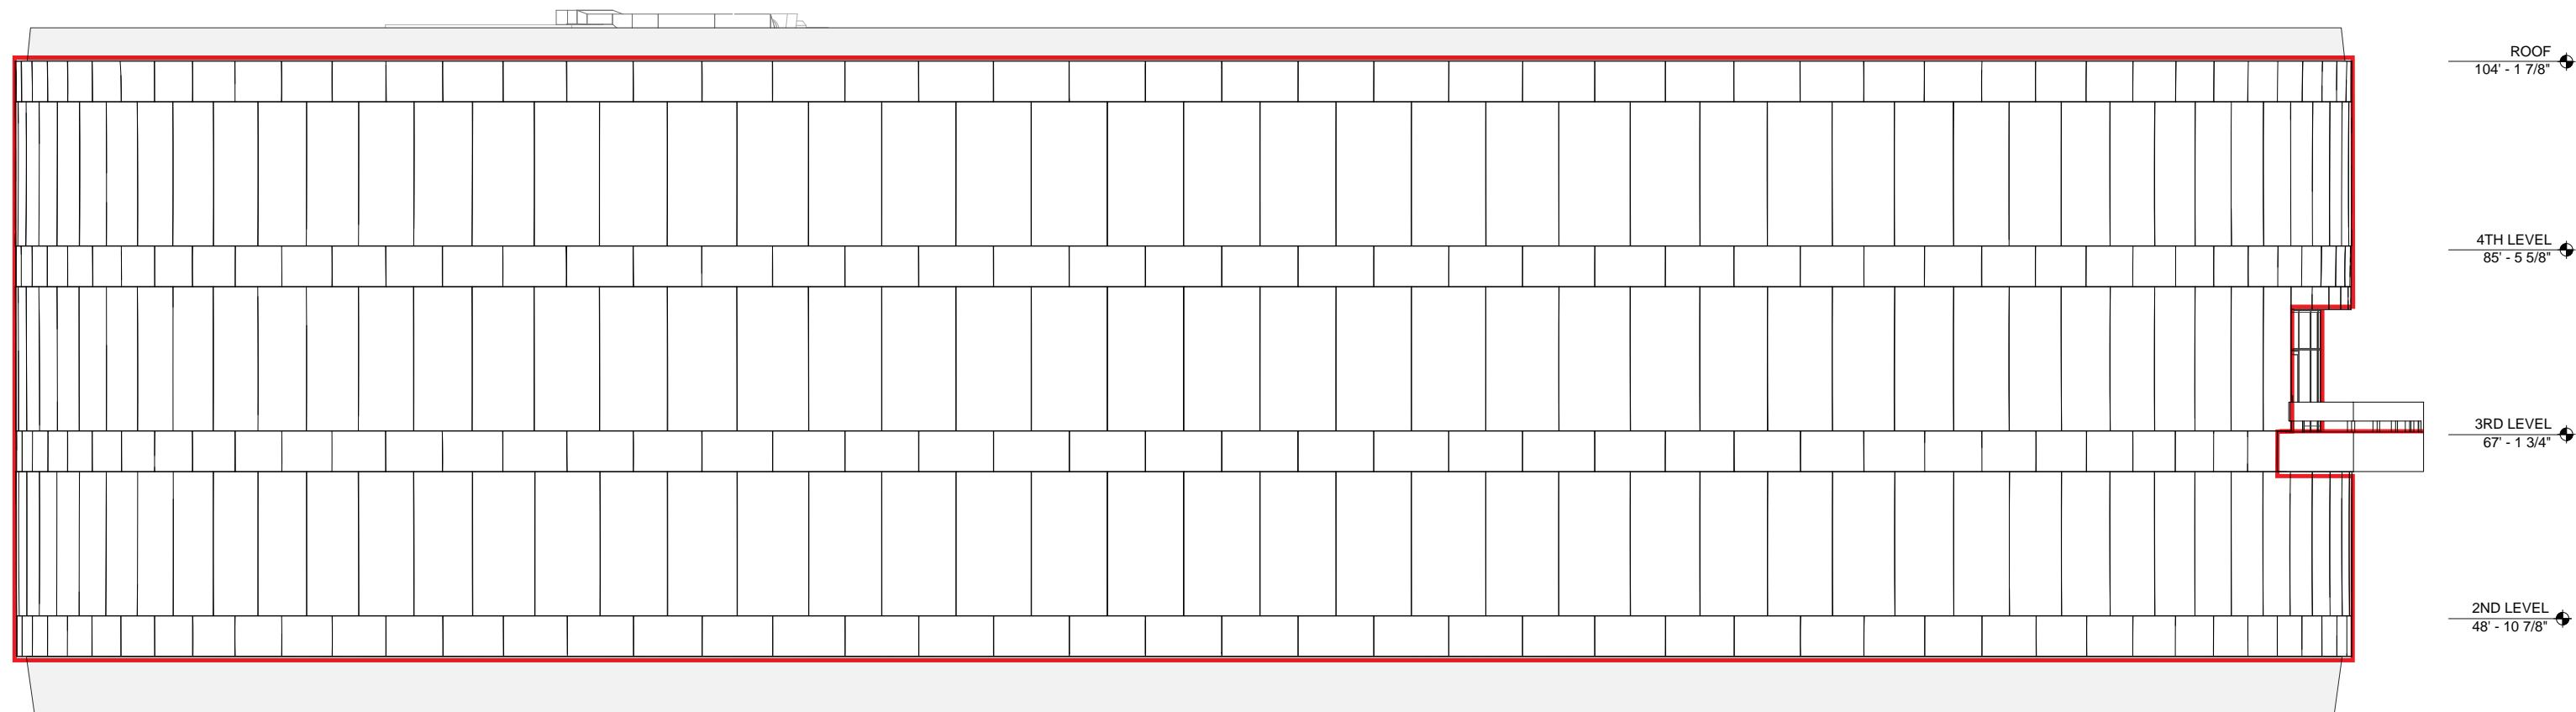 ROOF
104' - 1 7/8"
4TH LEVEL
85' - 5 5/8"
3RD LEVEL
67' - 1 3/4"
2ND LEVEL
48' - 10 7/8"